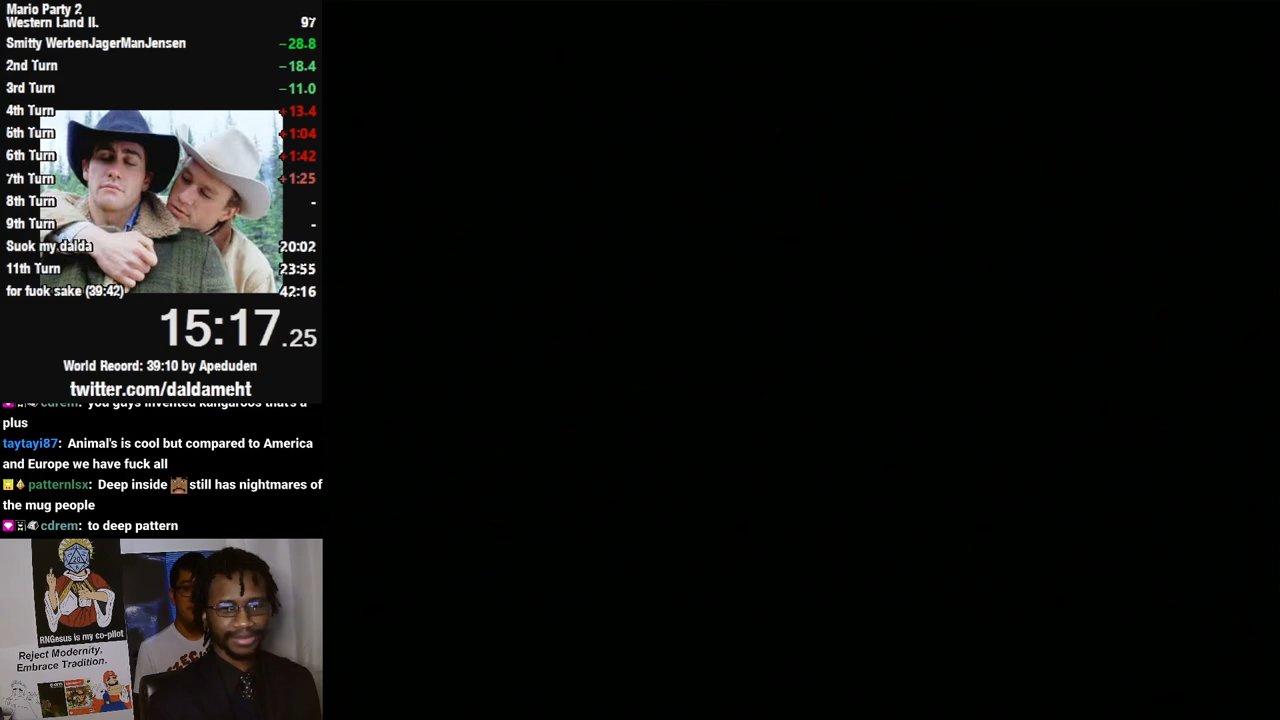 Mario Party 2
Western Land II.
97
Smitty WerbenJagerManJensen -28.8
2nd Turn -18.4
3rd Turn -11.0
4th Turn +13.4
5th Turn +1:04
6th Turn +1:42
7th Turn +1:25
8th Turn -
9th Turn -
Suok my dalda 20:02
11th Turn 23:55
for fuok sake (39:42) 42:16
15:17.25
World Reoord: 39:10 by Apeduden
twitter.com/daldameht
cdrem: you guys invented kangaroos that's a
plus
taytayi87: Animal's is cool but compared to America
and Europe we have fuck all
patternlsx: Deep inside still has nightmares of
the mug people
cdrem: to deep pattern
RNGesus is my co-pilot
Reject Modernity,
Embrace Tradition.